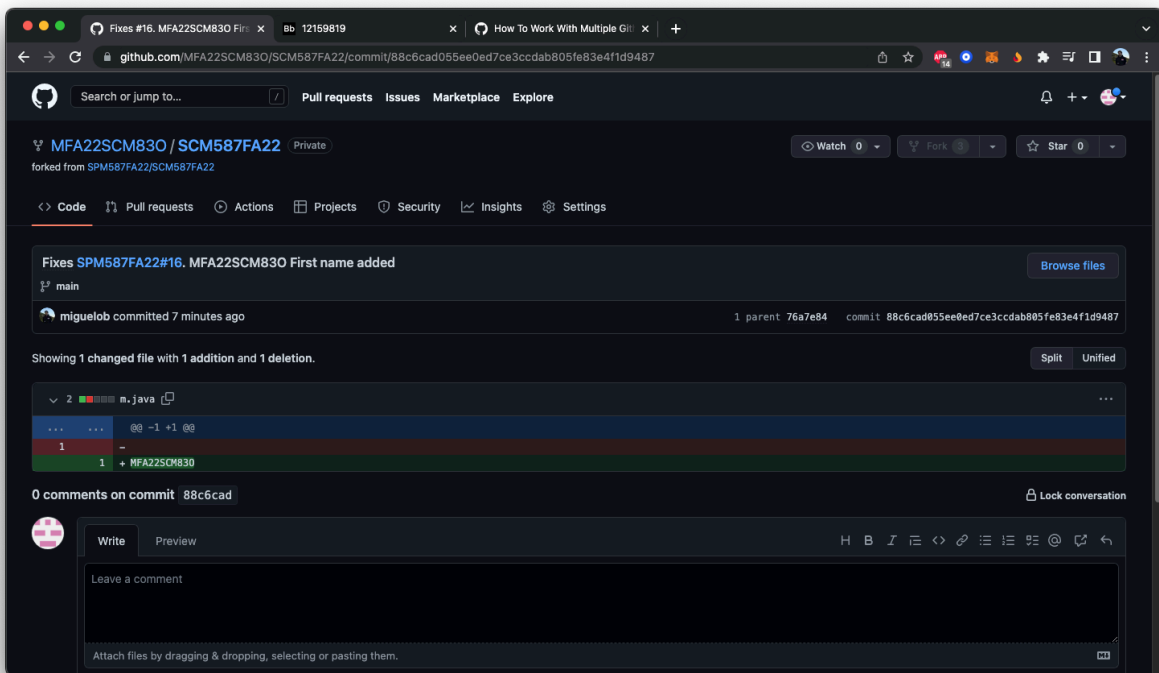 Fixes #16. MFA22SCM83O Firs
Bb 12159819
How To Work With Multiple Git
github.com/MFA22SCM83O/SCM587FA22/commit/88c6cad055ee0ed7ce3ccdab805fe83e4f1d9487
ABP
14
Search or jump to...
/
Pull requests
Issues
Marketplace
Explore
MFA22SCM83O / SCM587FA22
Private
Watch 0
Fork 3
Star 0
forked from SPM587FA22/SCM587FA22
<> Code
Pull requests
Actions
Projects
Security
Insights
Settings
Fixes SPM587FA22#16. MFA22SCM83O First name added
Browse files
main
miguelob committed 7 minutes ago
1 parent 76a7e84
commit 88c6cad055ee0ed7ce3ccdab805fe83e4f1d9487
Showing 1 changed file with 1 addition and 1 deletion.
Split
Unified
2 m.java
...
... ... @@ -1 +1 @@
1 -
1 + MFA22SCM83O
0 comments on commit 88c6cad
Lock conversation
Write
Preview
H B I <> @
Leave a comment
Attach files by dragging & dropping, selecting or pasting them.